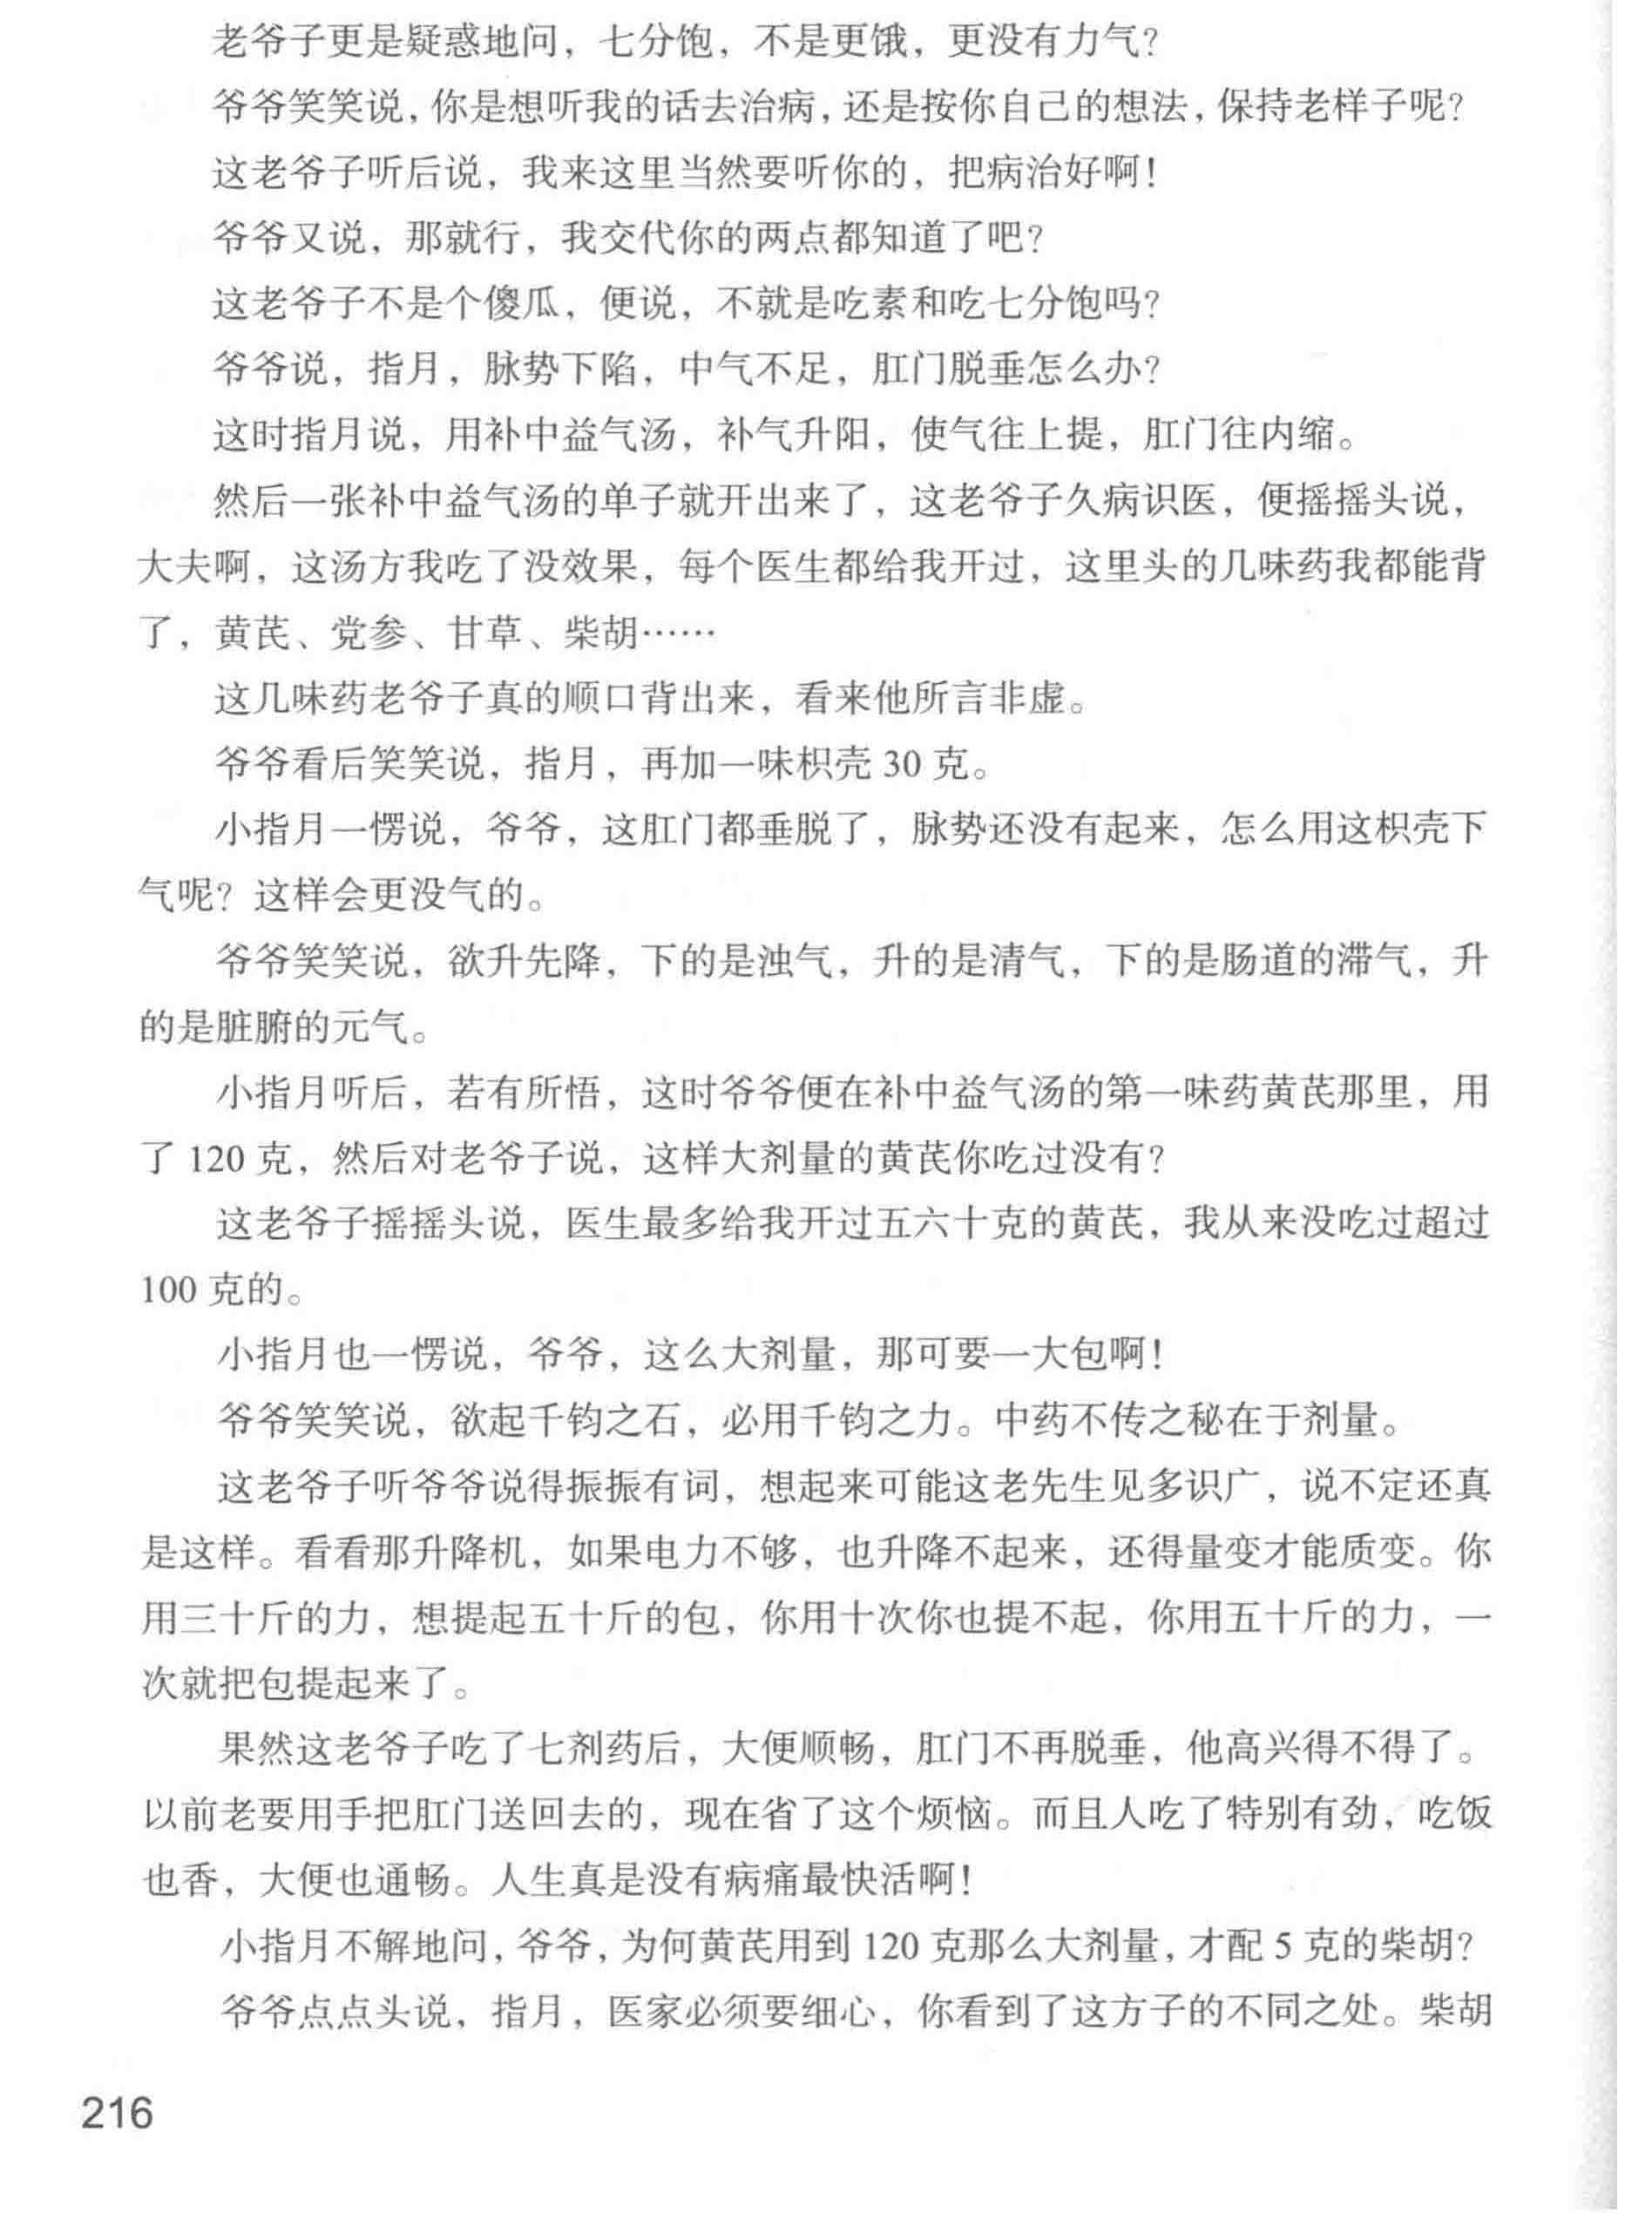 老爷子更是疑惑地问，七分饱，不是更饿，更没有力气？
爷爷笑笑说，你是想听我的话去治病，还是按你自己的想法，保持老样子呢？
这老爷子听后说，我来这里当然要听你的，把病治好啊！
爷爷又说，那就行，我交代你的两点都知道了吧？
这老爷子不是个傻瓜，便说，不就是吃素和吃七分饱吗？
爷爷说，指月，脉势下陷，中气不足，肛门脱垂怎么办？
这时指月说，用补中益气汤，补气升阳，使气往上提，肛门往内缩。
然后一张补中益气汤的单子就开出来了，这老爷子久病识医，便摇摇头说，
大夫啊，这汤方我吃了没效果，每个医生都给我开过，这里头的几味药我都能背
了，黄芪、党参、甘草、柴胡……
这几味药老爷子真的顺口背出来，看来他所言非虚。
爷爷看后笑笑说，指月，再加一味枳壳 30 克。
小指月一愣说，爷爷，这肛门都垂脱了，脉势还没有起来，怎么用这枳壳下
气呢？这样会更没气的。
爷爷笑笑说，欲升先降，下的是浊气，升的是清气，下的是肠道的滞气，升
的是脏腑的元气。
小指月听后，若有所悟，这时爷爷便在补中益气汤的第一味药黄芪那里，用
了 120 克，然后对老爷子说，这样大剂量的黄芪你吃过没有？
这老爷子摇摇头说，医生最多给我开过五六十克的黄芪，我从来没吃过超过
100 克的。
小指月也一愣说，爷爷，这么大剂量，那可要一大包啊！
爷爷笑笑说，欲起千钧之石，必用千钧之力。中药不传之秘在于剂量。
这老爷子听爷爷说得振振有词，想起来可能这老先生见多识广，说不定还真
是这样。看看那升降机，如果电力不够，也升降不起来，还得量变才能质变。你
用三十斤的力，想提起五十斤的包，你用十次你也提不起，你用五十斤的力，一
次就把包提起来了。
果然这老爷子吃了七剂药后，大便顺畅，肛门不再脱垂，他高兴得不得了。
以前老要用手把肛门送回去的，现在省了这个烦恼。而且人吃了特别有劲，吃饭
也香，大便也通畅。人生真是没有病痛最快活啊！
小指月不解地问，爷爷，为何黄芪用到 120 克那么大剂量，才配 5 克的柴胡？
爷爷点点头说，指月，医家必须要细心，你看到了这方子的不同之处。柴胡
216